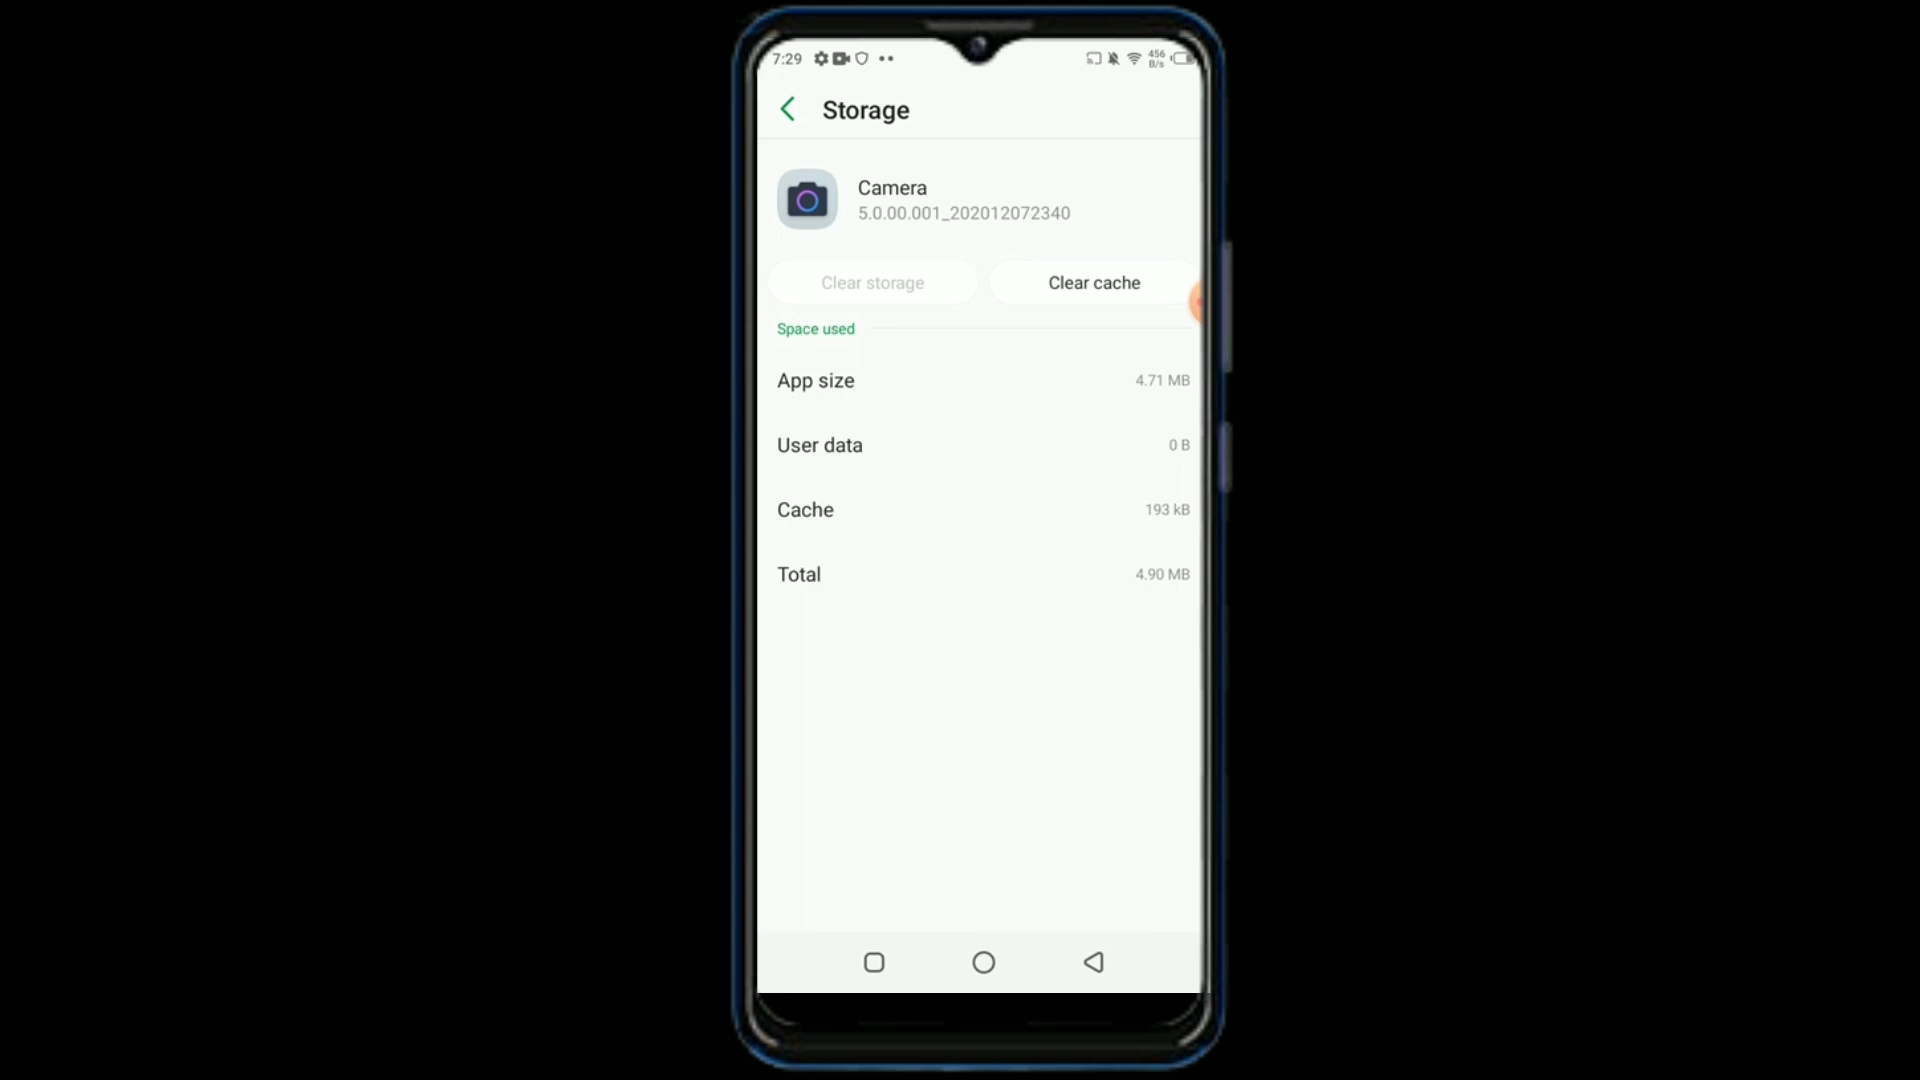 7:29
456
B/s
Storage
Camera
5.0.00.001_202012072340
Clear storage
Clear cache
Space used
App size
4.71 MB
User data
0 B
Cache
193 kB
Total
4.90 MB